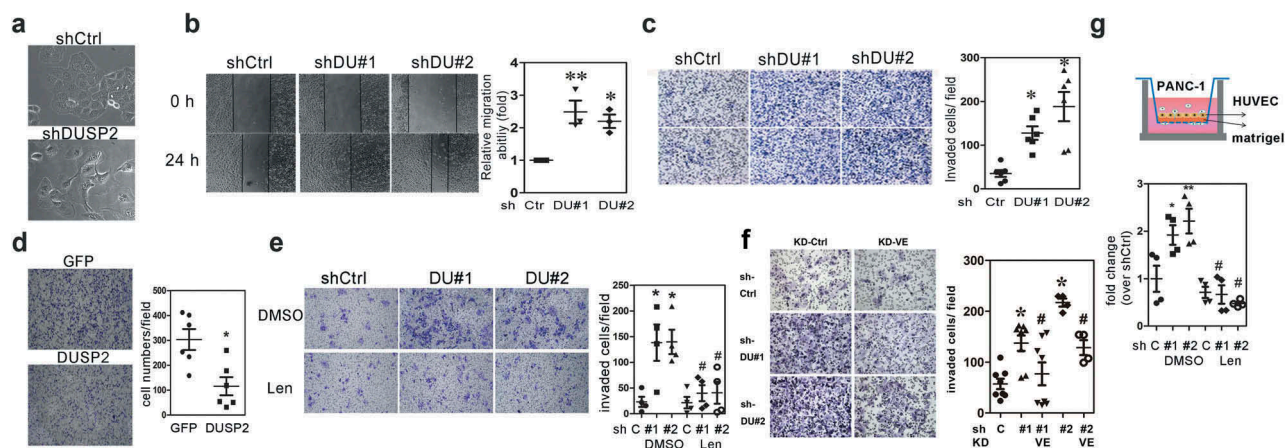 a
shCtrl
shDUSP2
b
shCtrl shDU#1 shDU#2
0 h
24 h
Relative migration
abitity (fold)
4
3
2
1
0
** *
sh Ctr DU#1 DU#2
c
shCtrl shDU#1 shDU#2
Invaded cells/ field
300
200
100
0
* *
sh Ctr DU#1 DU#2
d
GFP
DUSP2
cell numbers/field
600
400
200
0
*
GFP DUSP2
e
shCtrl DU#1 DU#2
DMSO
Len
invaded cells/field
250
200
150
100
50
0
* * # #
sh C #1 #2 C #1 #2
DMSO Len
f
KD-Ctrl KD-VE
sh-
Ctrl
sh-
DU#1
sh-
DU#2
invaded cells/ field
300
200
100
0
* # * #
sh C #1 #1 #2 #2
KD VE VE
g
PANC-1
HUVEC
matrigel
fold change
(over shCtrl)
3
2
1
0
* ** # #
sh C #1 #2 C #1 #2
DMSO Len